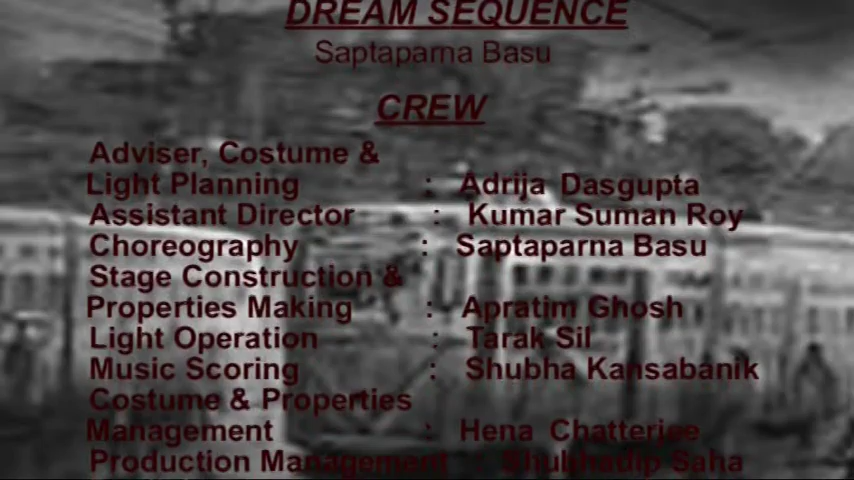 DREAM SEQUENCE
Saptaparna Basu
CREW
Adviser, Costume &
Light Planning : Adrija Dasgupta
Assistant Director : Kumar Suman Roy
Choreography : Saptaparna Basu
Stage Construction &
Properties Making : Apratim Ghosh
Light Operation : Tarak Sil
Music Scoring : Shubha Kansabanik
Costume & Properties
Management : Hena Chatterjee
Production Management : Shubhadip Saha